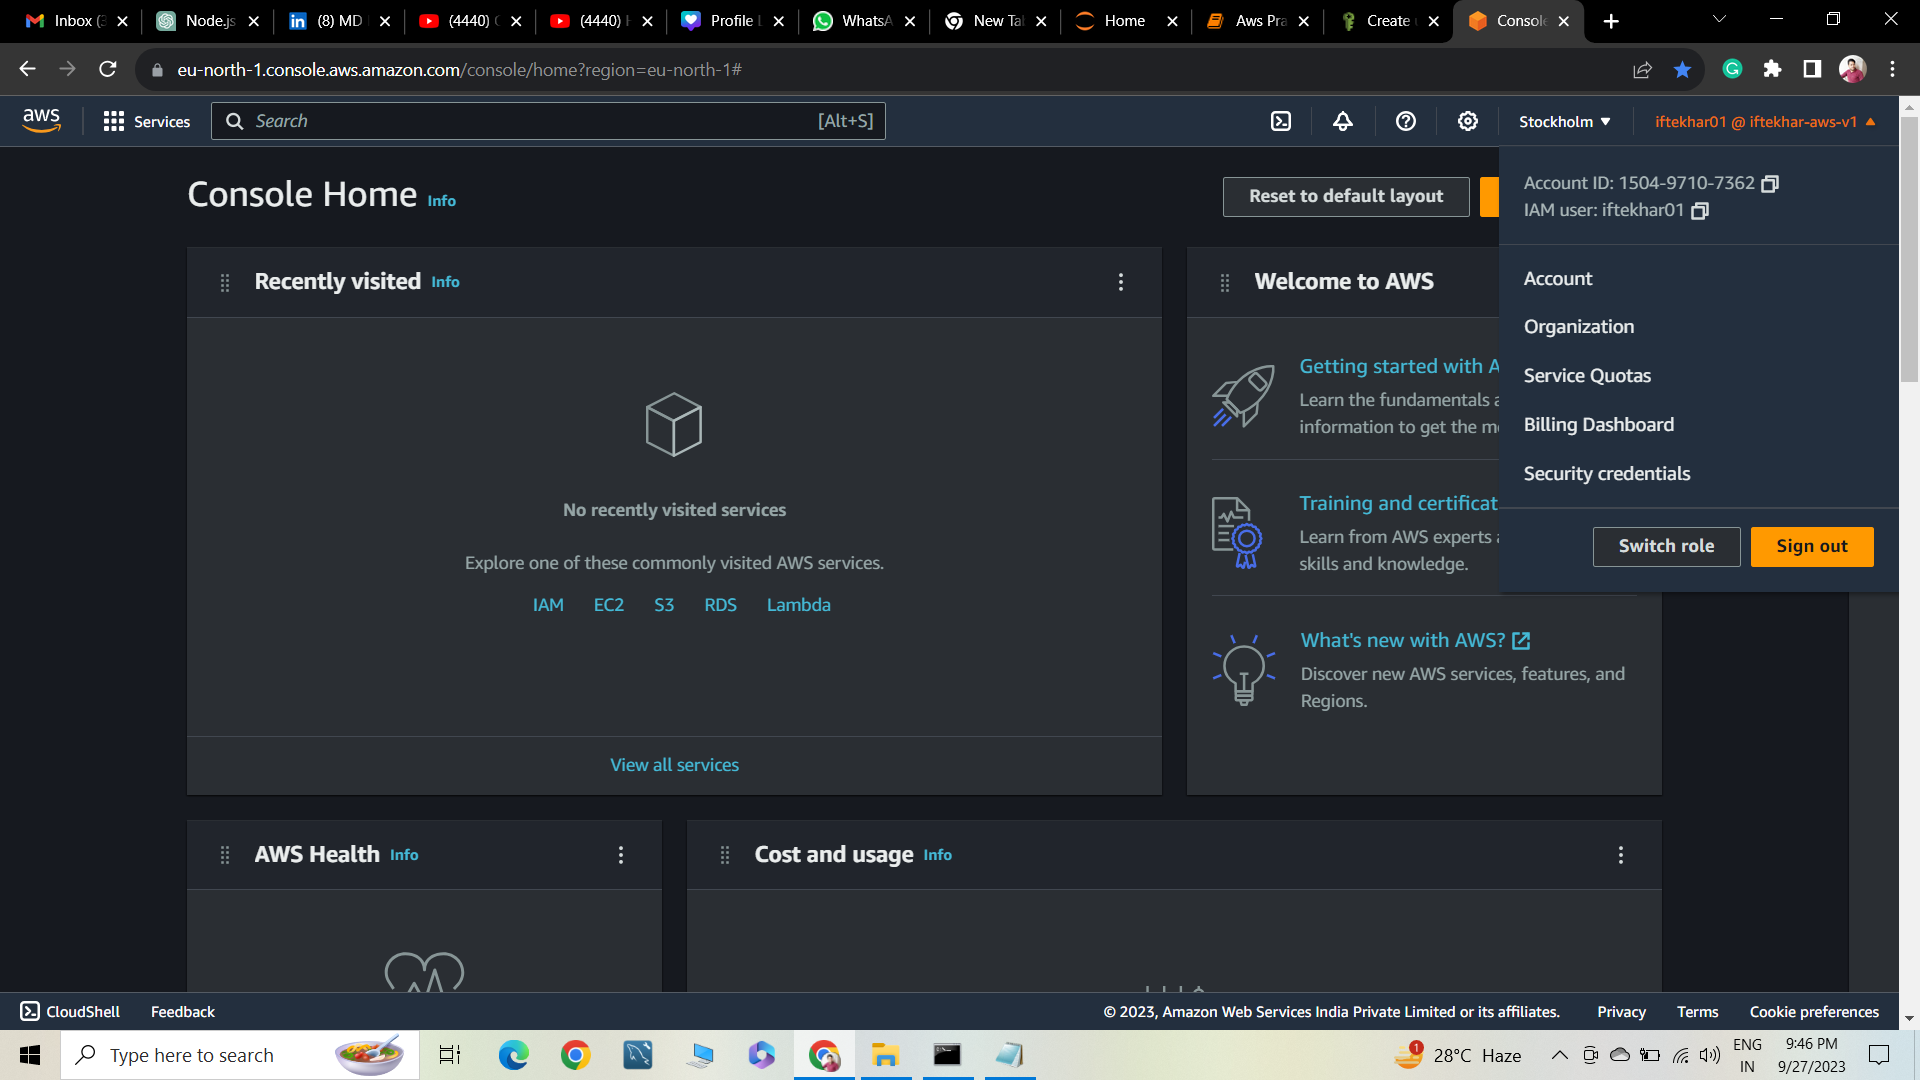 Inbox (3
Node.js
(8) MD
(4440)
(4440)
Profile L
WhatsA
New Tab
Home
Aws Pra
Create
Console
eu-north-1.console.aws.amazon.com/console/home?region=eu-north-1#
aws
Services
Search
[Alt+S]
Stockholm
iftekhar01 @ iftekhar-aws-v1
Account ID: 1504-9710-7362
IAM user: iftekhar01
Account
Organization
Service Quotas
Billing Dashboard
Security credentials
Switch role
Sign out
Console Home Info
Reset to default layout
Recently visited Info
No recently visited services
Explore one of these commonly visited AWS services.
IAM EC2 S3 RDS Lambda
View all services
Welcome to AWS
Getting started with A
Learn the fundamentals a
information to get the m
Training and certificat
Learn from AWS experts a
skills and knowledge.
What's new with AWS?
Discover new AWS services, features, and
Regions.
AWS Health Info
Cost and usage Info
CloudShell
Feedback
© 2023, Amazon Web Services India Private Limited or its affiliates.
Privacy
Terms
Cookie preferences
Type here to search
1
28°C Haze
ENG
IN
9:46 PM
9/27/2023